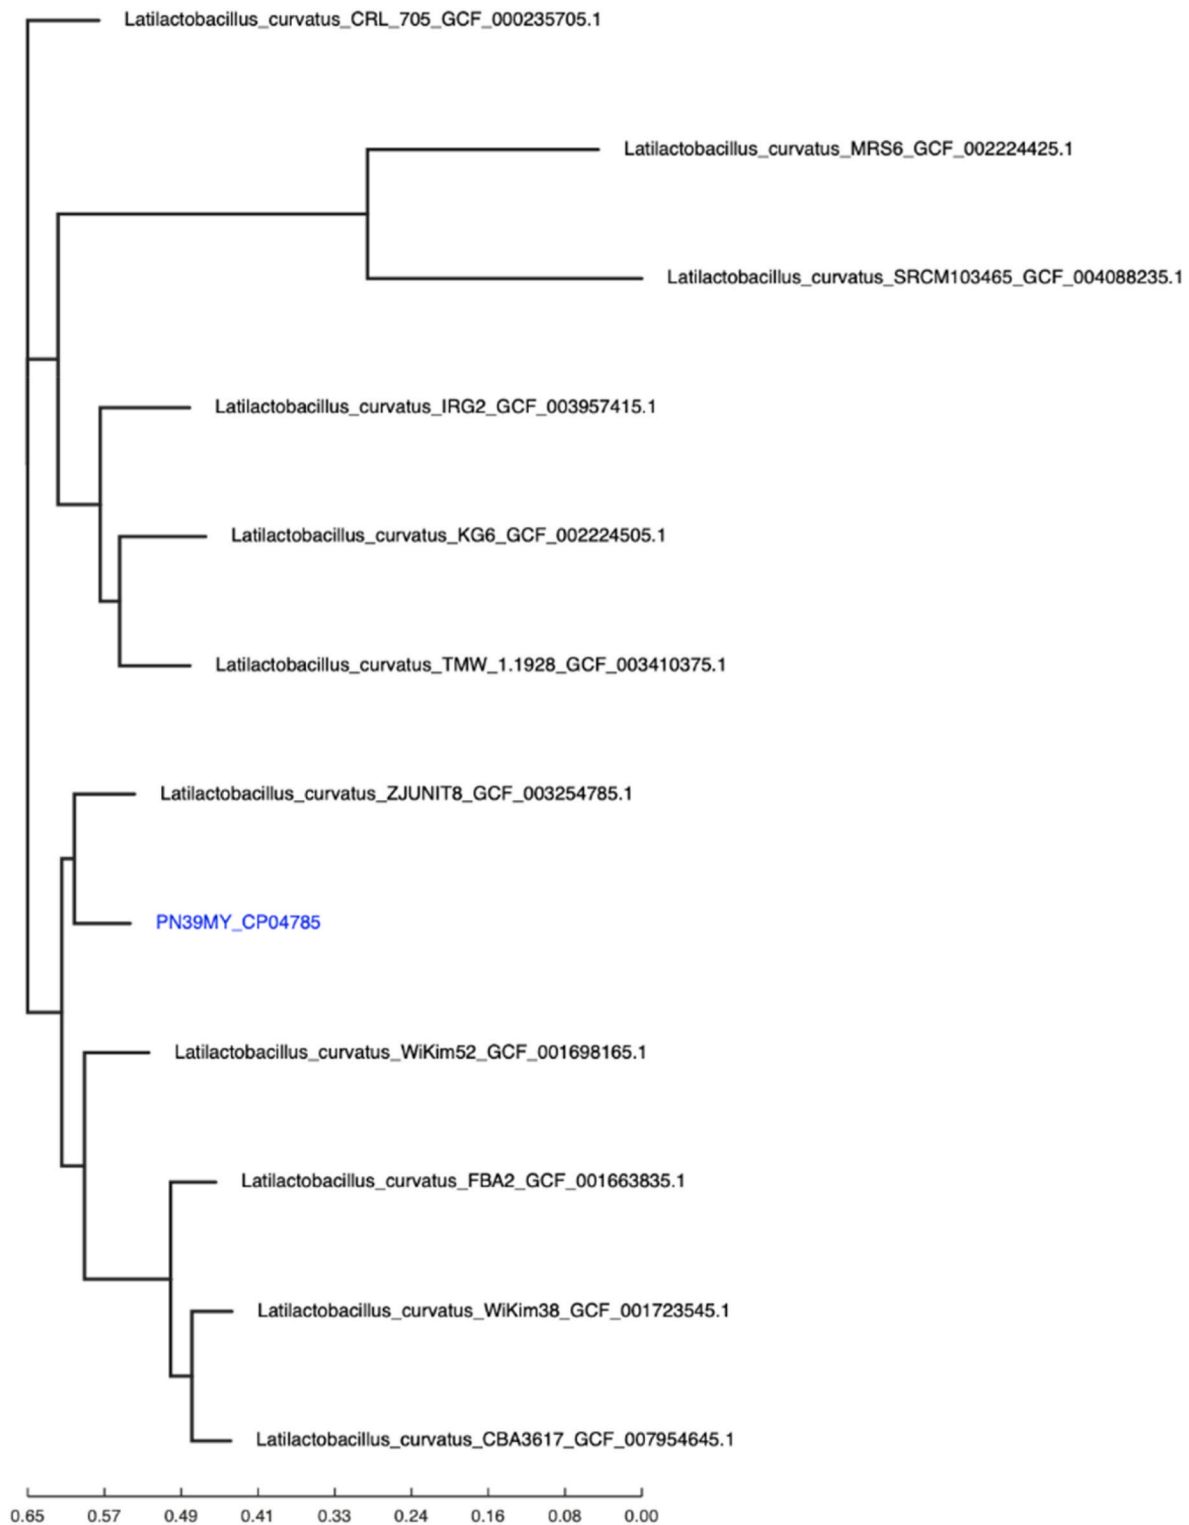 Latilactobacillus_curvatus_CRL_705_GCF_000235705.1
Latilactobacillus_curvatus_MRS6_GCF_002224425.1
Latilactobacillus_curvatus_SRCM103465_GCF_004088235.1
Latilactobacillus_curvatus_IRG2_GCF_003957415.1
Latilactobacillus_curvatus_KG6_GCF_002224505.1
Latilactobacillus_curvatus_TMW_1.1928_GCF_003410375.1
Latilactobacillus_curvatus_ZJUNIT8_GCF_003254785.1
PN39MY_CP04785
Latilactobacillus_curvatus_WiKim52_GCF_001698165.1
Latilactobacillus_curvatus_FBA2_GCF_001663835.1
Latilactobacillus_curvatus_WiKim38_GCF_001723545.1
Latilactobacillus_curvatus_CBA3617_GCF_007954645.1
0.65 0.57 0.49 0.41 0.33 0.24 0.16 0.08 0.00